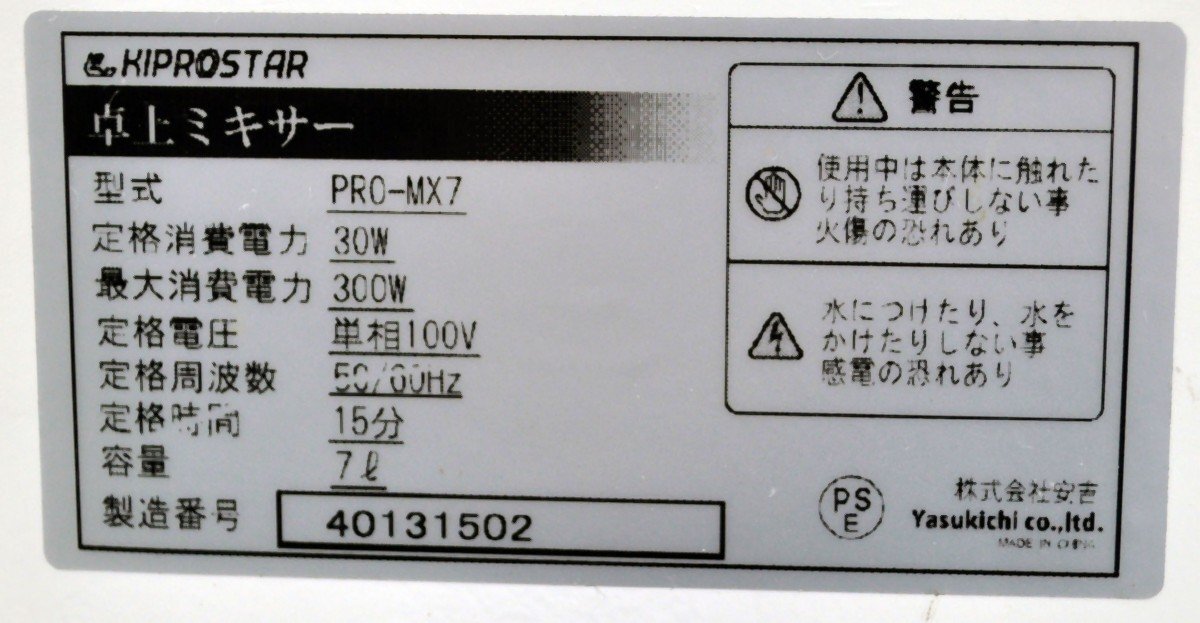 KIPROSTAR
卓上ミキサー
型式 PRO-MX7
定格消費電力 30W
最大消費電力 300W
定格電圧 単相100V
定格周波数 50/60Hz
定格時間 15分
容量 7ℓ
製造番号 40131502
警告
使用中は本体に触れた
り持ち運びしない事
火傷の恐れあり
水につけたり、水を
かけたりしない事
感電の恐れあり
PS
E
株式会社安吉
Yasukichi co.,ltd.
MADE IN CHINA